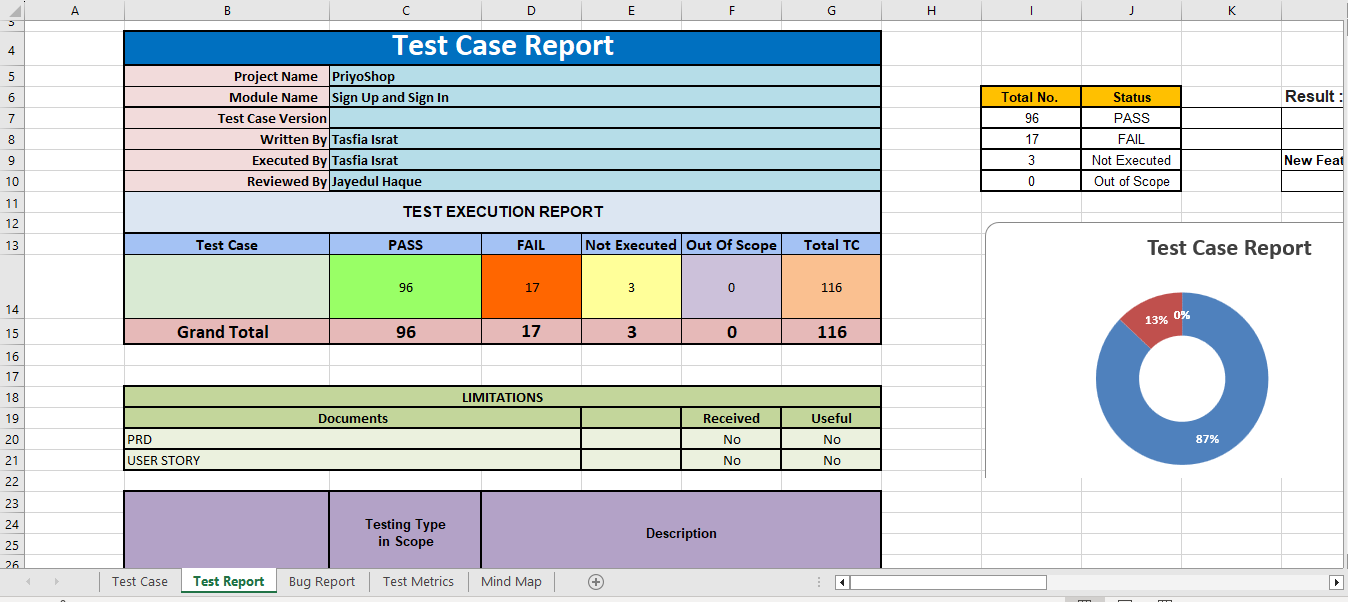 A B C D E F G H I J K
4 Test Case Report
5 Project Name PriyoShop
6 Module Name Sign Up and Sign In Total No. Status Result :
7 Test Case Version 96 PASS
8 Written By Tasfia Israt 17 FAIL
9 Executed By Tasfia Israt 3 Not Executed New Feat
10 Reviewed By Jayedul Haque 0 Out of Scope
11 TEST EXECUTION REPORT
12
13 Test Case PASS FAIL Not Executed Out Of Scope Total TC
14 96 17 3 0 116
15 Grand Total 96 17 3 0 116
16
17
18 LIMITATIONS
19 Documents Received Useful
20 PRD No No
21 USER STORY No No
22
23
24 Testing Type
in Scope Description
25
26
Test Case Report
13% 0%
87%
Test Case Test Report Bug Report Test Metrics Mind Map